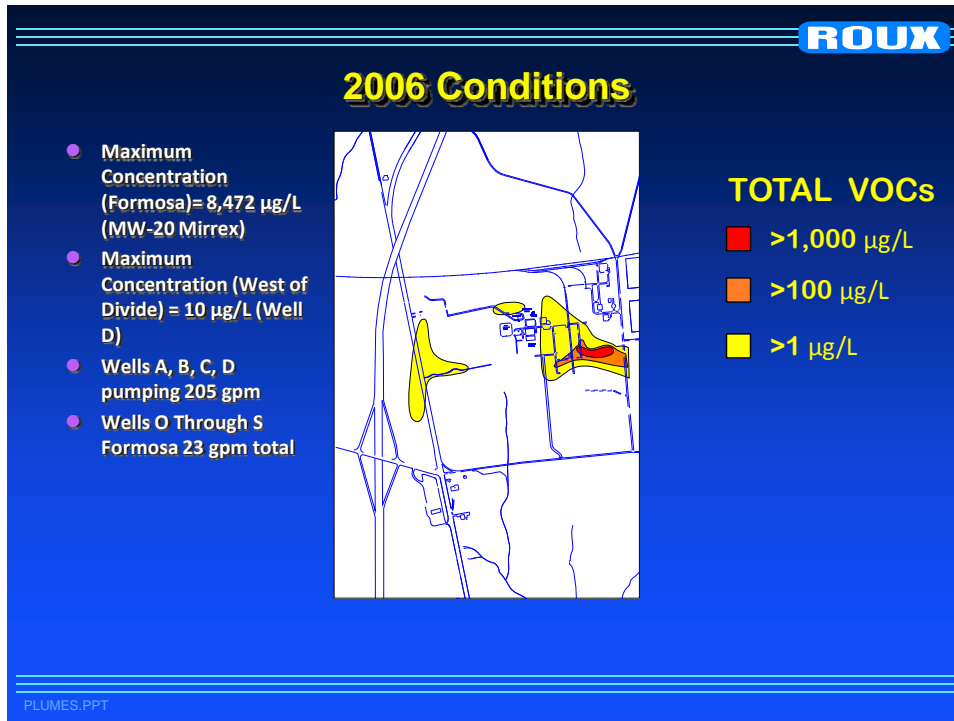 ROUX
2006 Conditions
Maximum
Concentration
(Formosa)= 8,472 µg/L
(MW-20 Mirrex)
Maximum
Concentration (West of
Divide) = 10 µg/L (Well
D)
Wells A, B, C, D
pumping 205 gpm
Wells O Through S
Formosa 23 gpm total
TOTAL VOCs
>1,000 µg/L
>100 µg/L
>1 µg/L
PLUMES.PPT